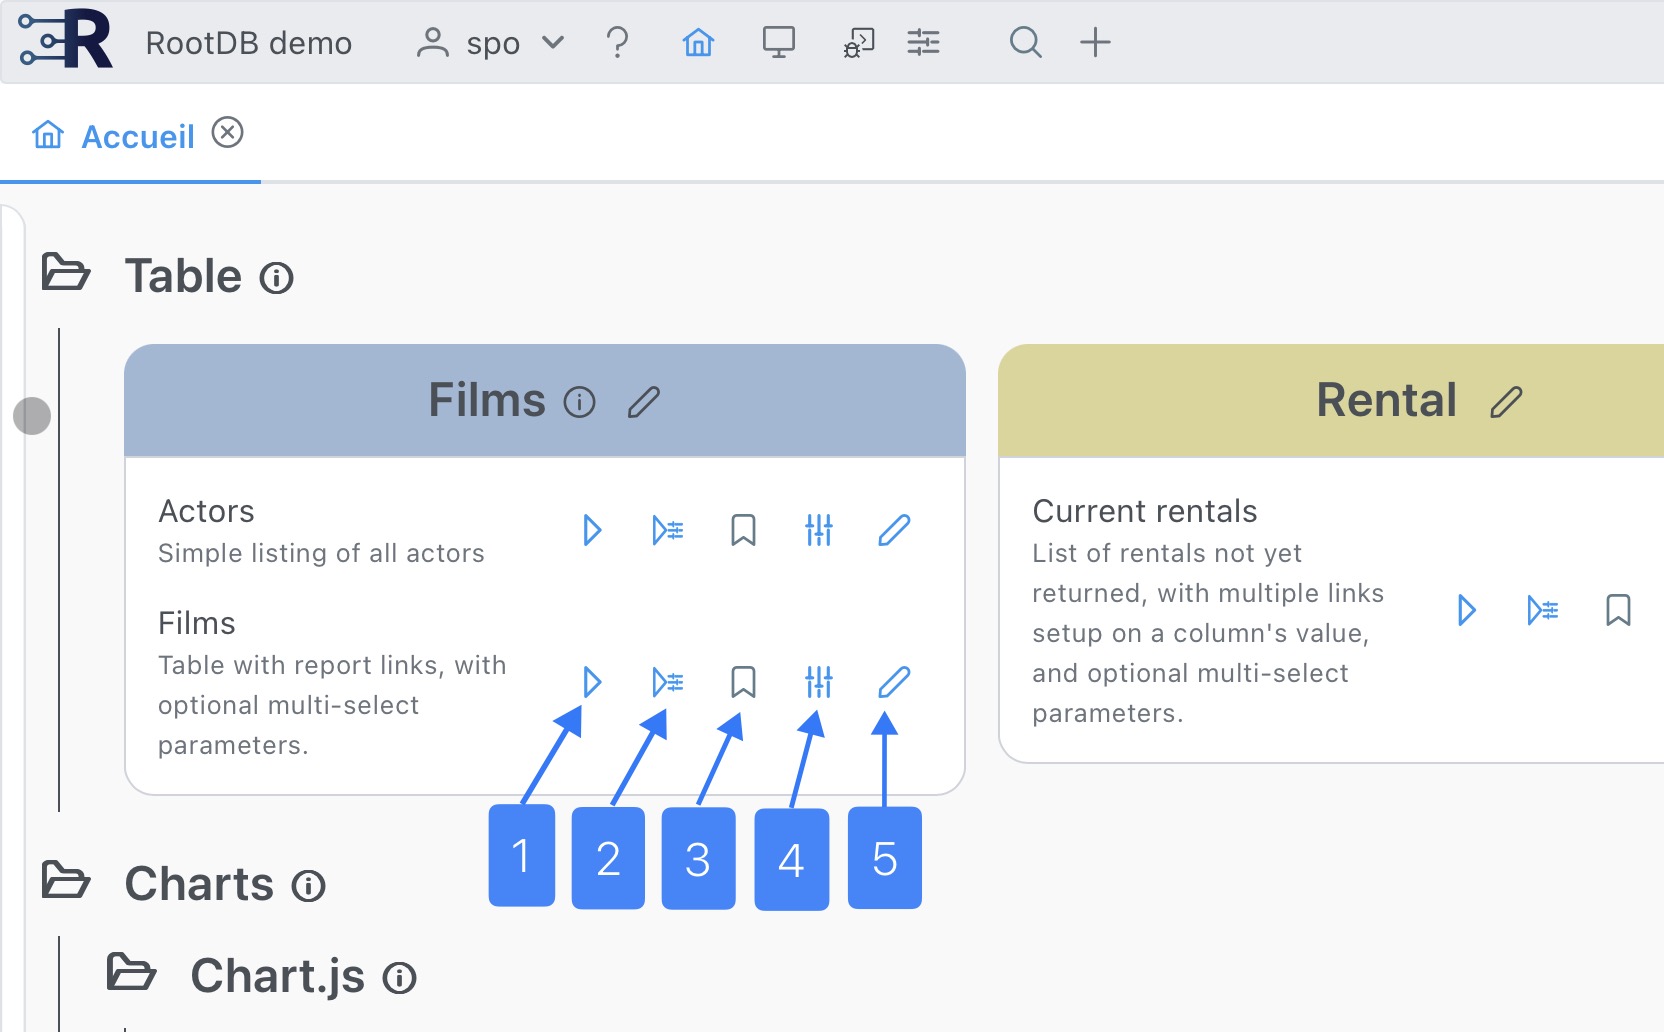 R RootDB demo spo
Accueil
Table
Films
Actors
Simple listing of all actors
Films
Table with report links, with
optional multi-select
parameters.
Rental
Current rentals
List of rentals not yet
returned, with multiple links
setup on a column's value,
and optional multi-select
parameters.
1 2 3 4 5
Charts
Chart.js